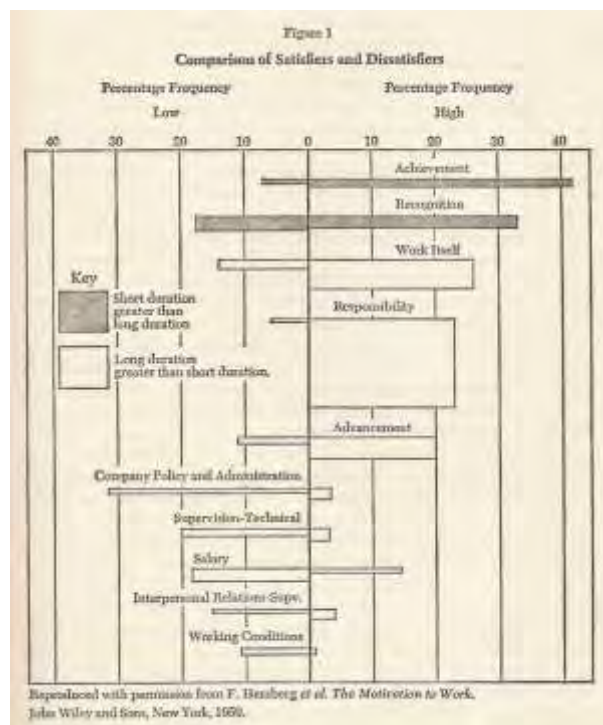 Figure 1
Comparison of Satisfiers and Dissatisfiers
Percentage Frequency Percentage Frequency
Low High
40 30 20 10 0 10 20 30 40
Achievement
Recognition
Work Itself
Key
Short duration
greater than
long duration
Responsibility
Long duration
greater than short duration.
Advancement
Company Policy and Administration
Supervision-Technical
Salary
Interpersonal Relations-Supv.
Working Conditions
Reproduced with permission from F. Herzberg et al. The Motivation to Work.
John Wiley and Sons, New York, 1959.